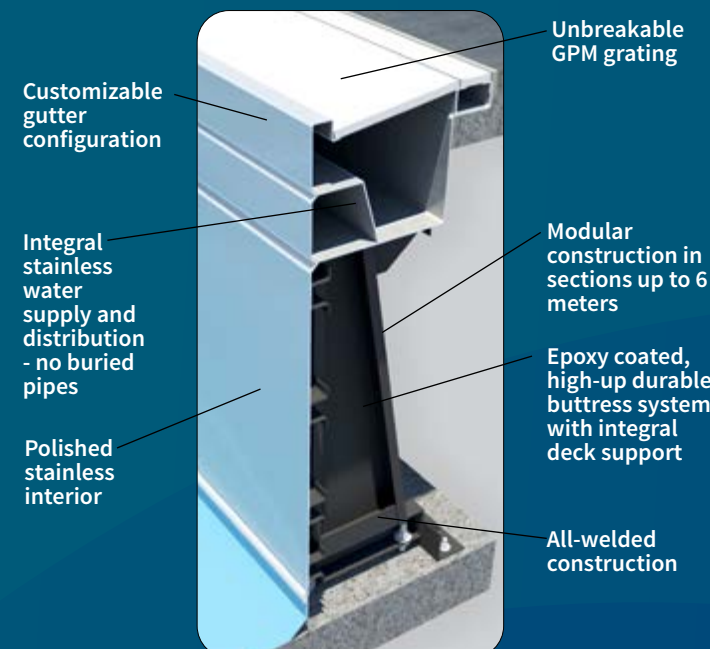 Customizable
gutter
configuration
Integral
stainless
water
supply and
distribution
- no buried
pipes
Polished
stainless
interior
Unbreakable
GPM grating
Modular
construction in
sections up to 6
meters
Epoxy coated,
high-up durable
buttress system
with integral
deck support
All-welded
construction